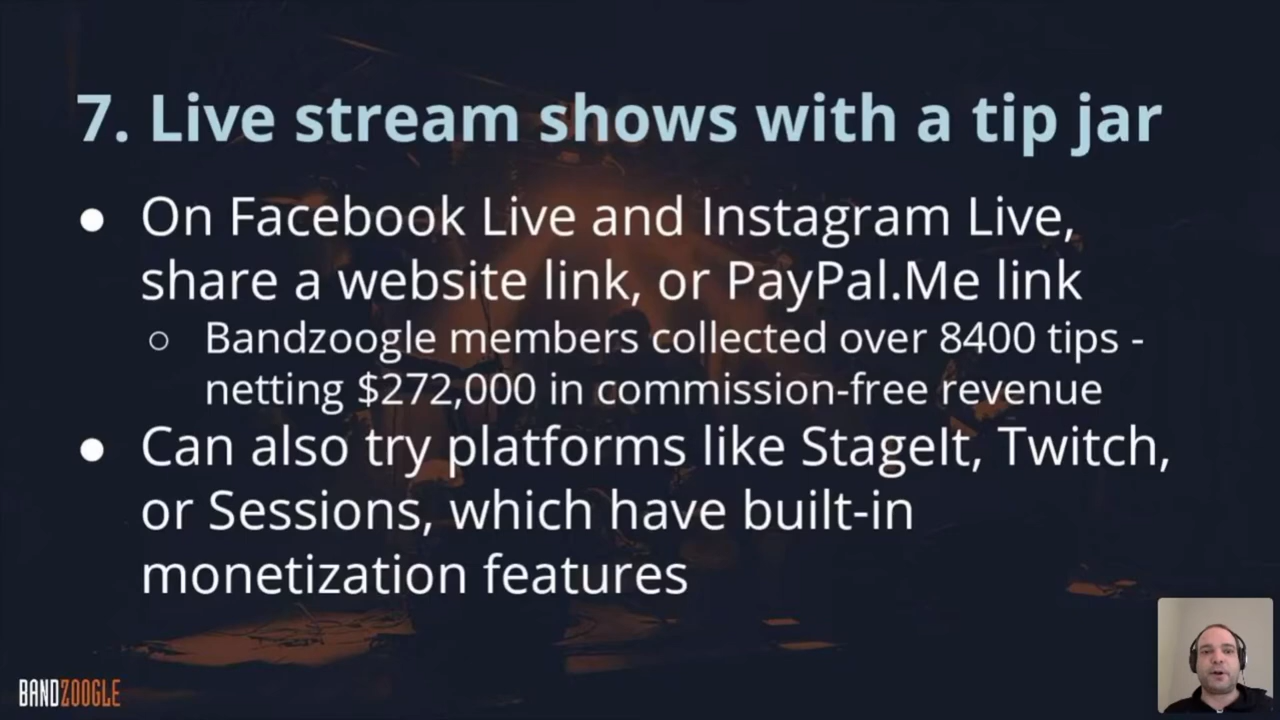 7. Live stream shows with a tip jar
● On Facebook Live and Instagram Live,
share a website link, or PayPal.Me link
○ Bandzoogle members collected over 8400 tips -
netting $272,000 in commission-free revenue
● Can also try platforms like StageIt, Twitch,
or Sessions, which have built-in
monetization features
BANDZOOGLE